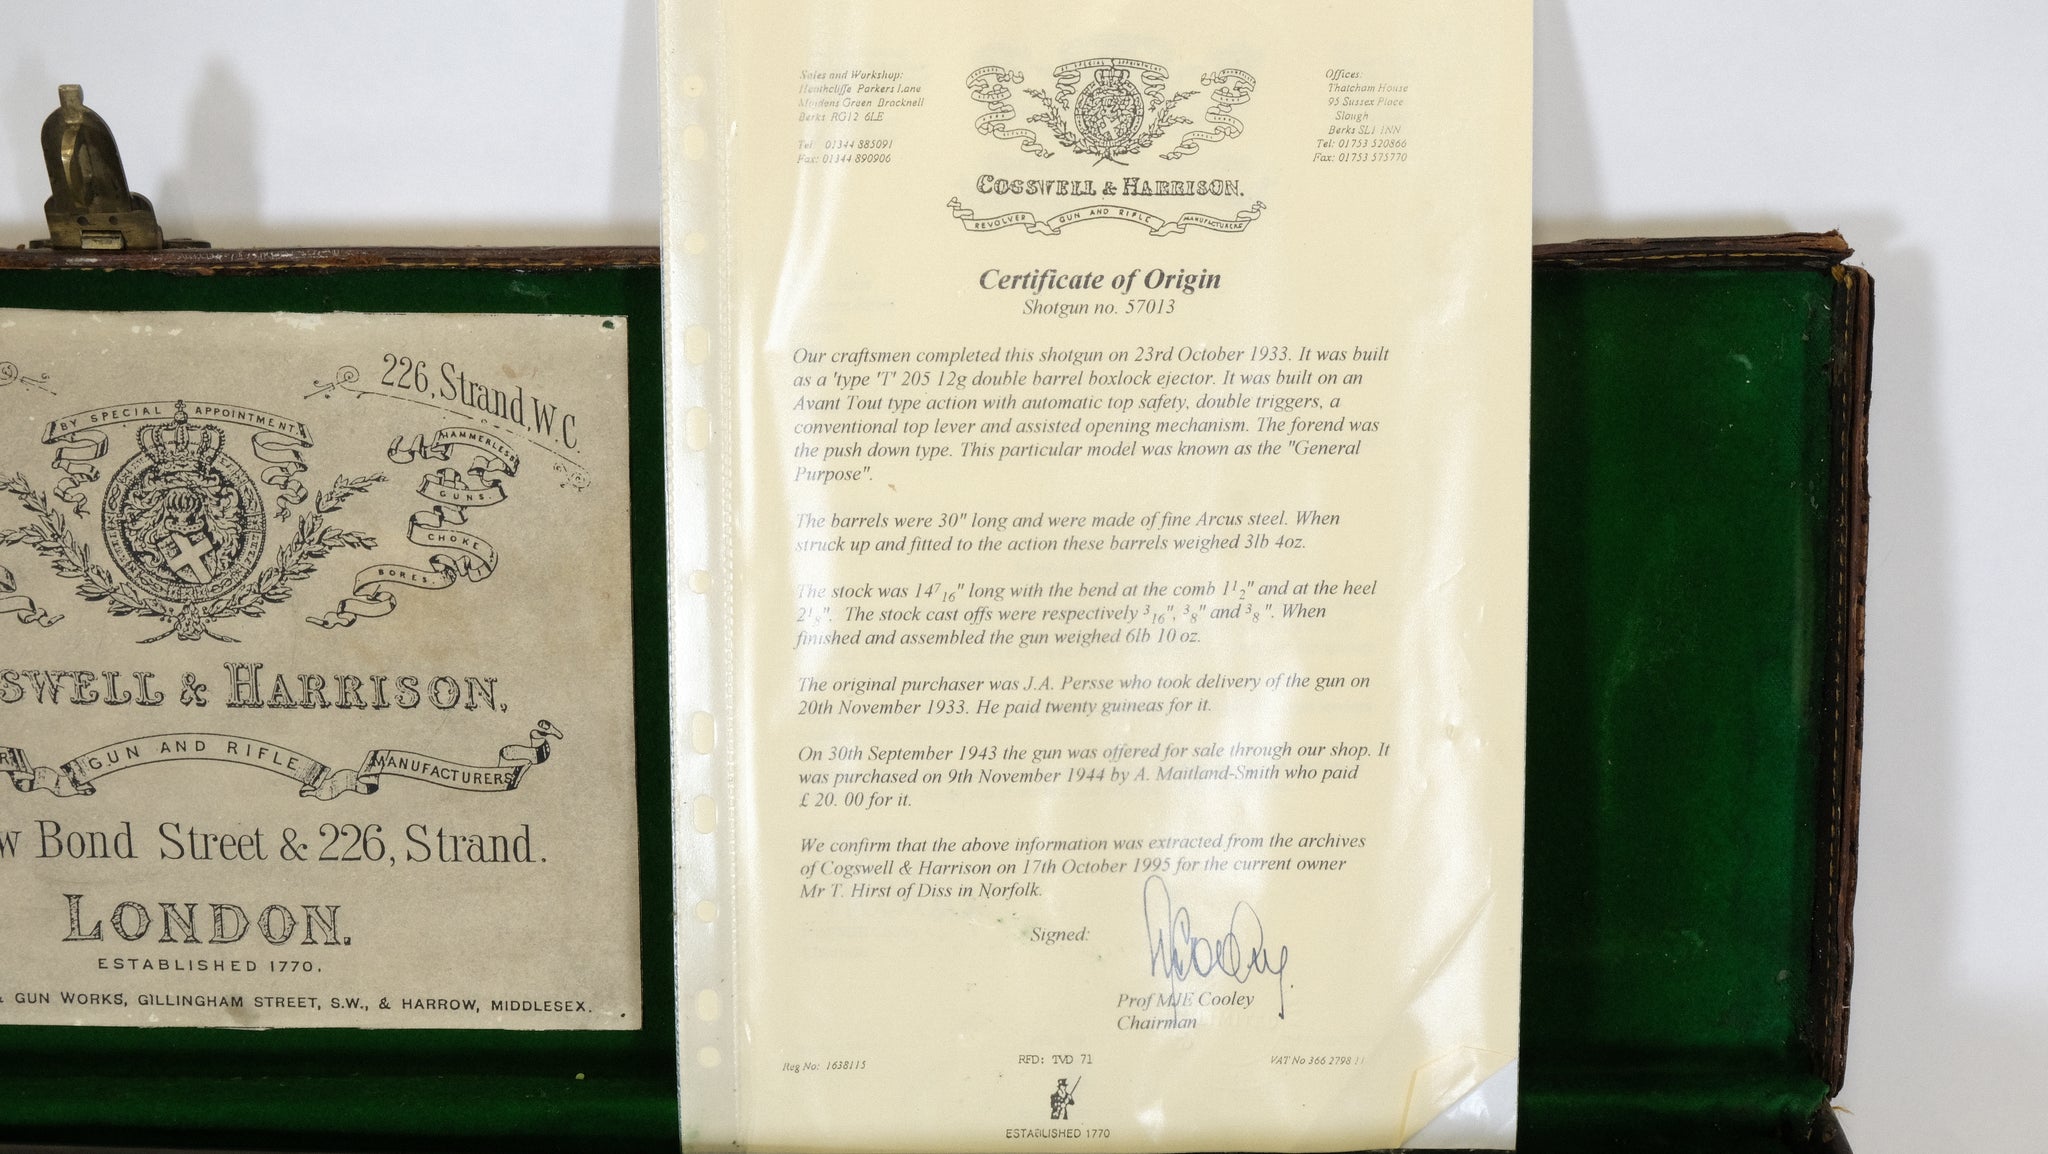 226, Strand, W.C.
BY SPECIAL APPOINTMENT.
HAMMERLESS
GUNS.
CHOKE
BORES.
SWELL & HARRISON.
GUN AND RIFLE
MANUFACTURERS
w Bond Street & 226, Strand.
LONDON.
ESTABLISHED 1770.
& GUN WORKS, GILLINGHAM STREET, S.W., & HARROW, MIDDLESEX.
Sales and Workshop:
Heathcliffe Parkers Lane
Maidens Green Bracknell
Berks RG12 6LE
Tel 01344 885091
Fax: 01344 890906
BY SPECIAL APPOINTMENT
Offices:
Thatcham House
95 Sussex Place
Slough
Berks SL1 1NN
Tel: 01753 520866
Fax: 01753 575770
COGSWELL & HARRISON.
REVOLVER GUN AND RIFLE MANUFACTURERS
Certificate of Origin
Shotgun no. 57013
Our craftsmen completed this shotgun on 23rd October 1933. It was built
as a 'type 'T' 205 12g double barrel boxlock ejector. It was built on an
Avant Tout type action with automatic top safety, double triggers, a
conventional top lever and assisted opening mechanism. The forend was
the push down type. This particular model was known as the "General
Purpose".
The barrels were 30" long and were made of fine Arcus steel. When
struck up and fitted to the action these barrels weighed 3lb 4oz.
The stock was 14 7/16" long with the bend at the comb 1 1/2" and at the heel
2 1/8". The stock cast offs were respectively 3/16", 3/8" and 3/8". When
finished and assembled the gun weighed 6lb 10 oz.
The original purchaser was J.A. Persse who took delivery of the gun on
20th November 1933. He paid twenty guineas for it.
On 30th September 1943 the gun was offered for sale through our shop. It
was purchased on 9th November 1944 by A. Maitland-Smith who paid
£ 20. 00 for it.
We confirm that the above information was extracted from the archives
of Cogswell & Harrison on 17th October 1995 for the current owner
Mr T. Hirst of Diss in Norfolk.
Signed:
Prof MJE Cooley
Chairman
Reg No: 1638115
RFD: TVD 71
VAT No 366 2798
ESTABLISHED 1770